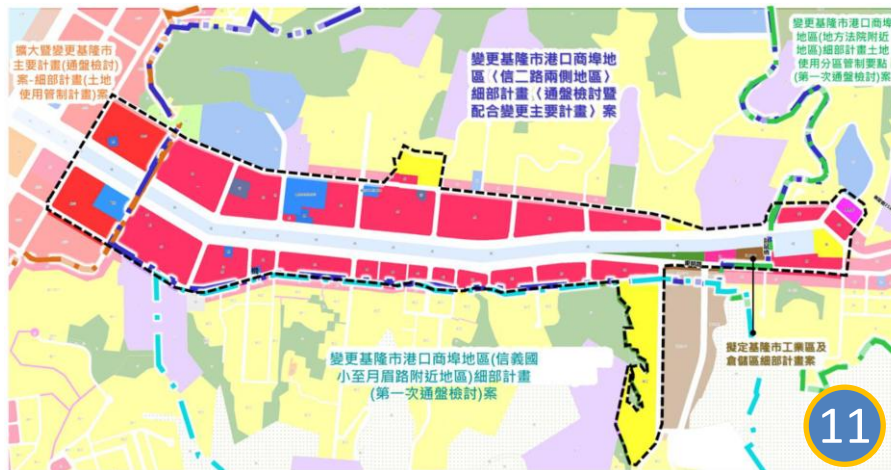 擴大暨變更基隆市
主要計畫(通盤檢討)
案-細部計畫(土地
使用管制計畫)案
變更基隆市港口商埠地
區〈信二路兩側地區〉
細部計畫〈通盤檢討暨
配合變更主要計畫〉案
變更基隆市港口商埠
地區(地方法院附近
地區)細部計畫土地
使用分區管制要點
(第一次通盤檢討)案
變更基隆市港口商埠地區(信義國
小至月眉路附近地區)細部計畫
(第一次通盤檢討)案
擬定基隆市工業區及
倉儲區細部計畫案
11